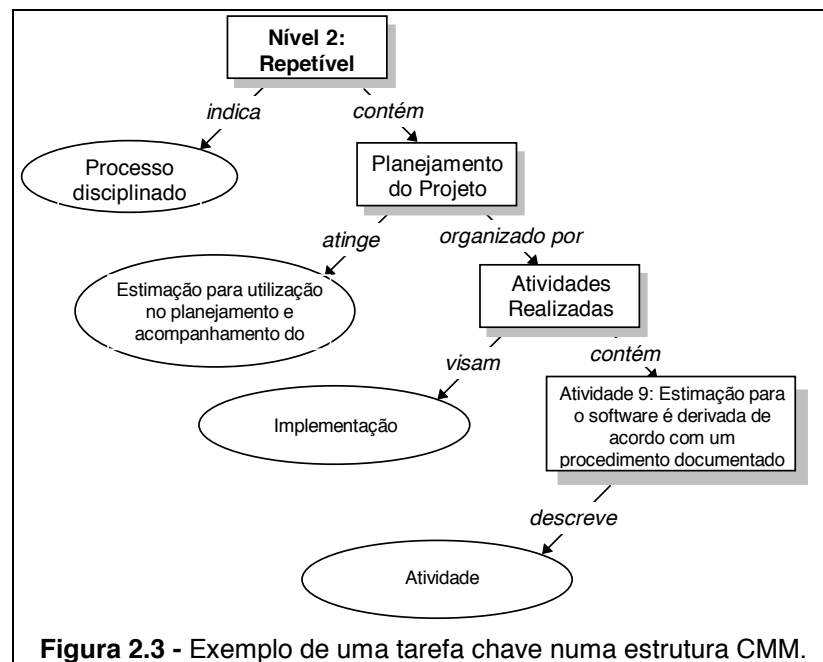 Nível 2:
Repetível
indica
contém
Processo
disciplinado
Planejamento
do Projeto
atinge
organizado por
Estimação para utilização
no planejamento e
acompanhamento do
Atividades
Realizadas
visam
contém
Implementação
Atividade 9: Estimação para
o software é derivada de
acordo com um
procedimento documentado
descreve
Atividade
Figura 2.3 - Exemplo de uma tarefa chave numa estrutura CMM.